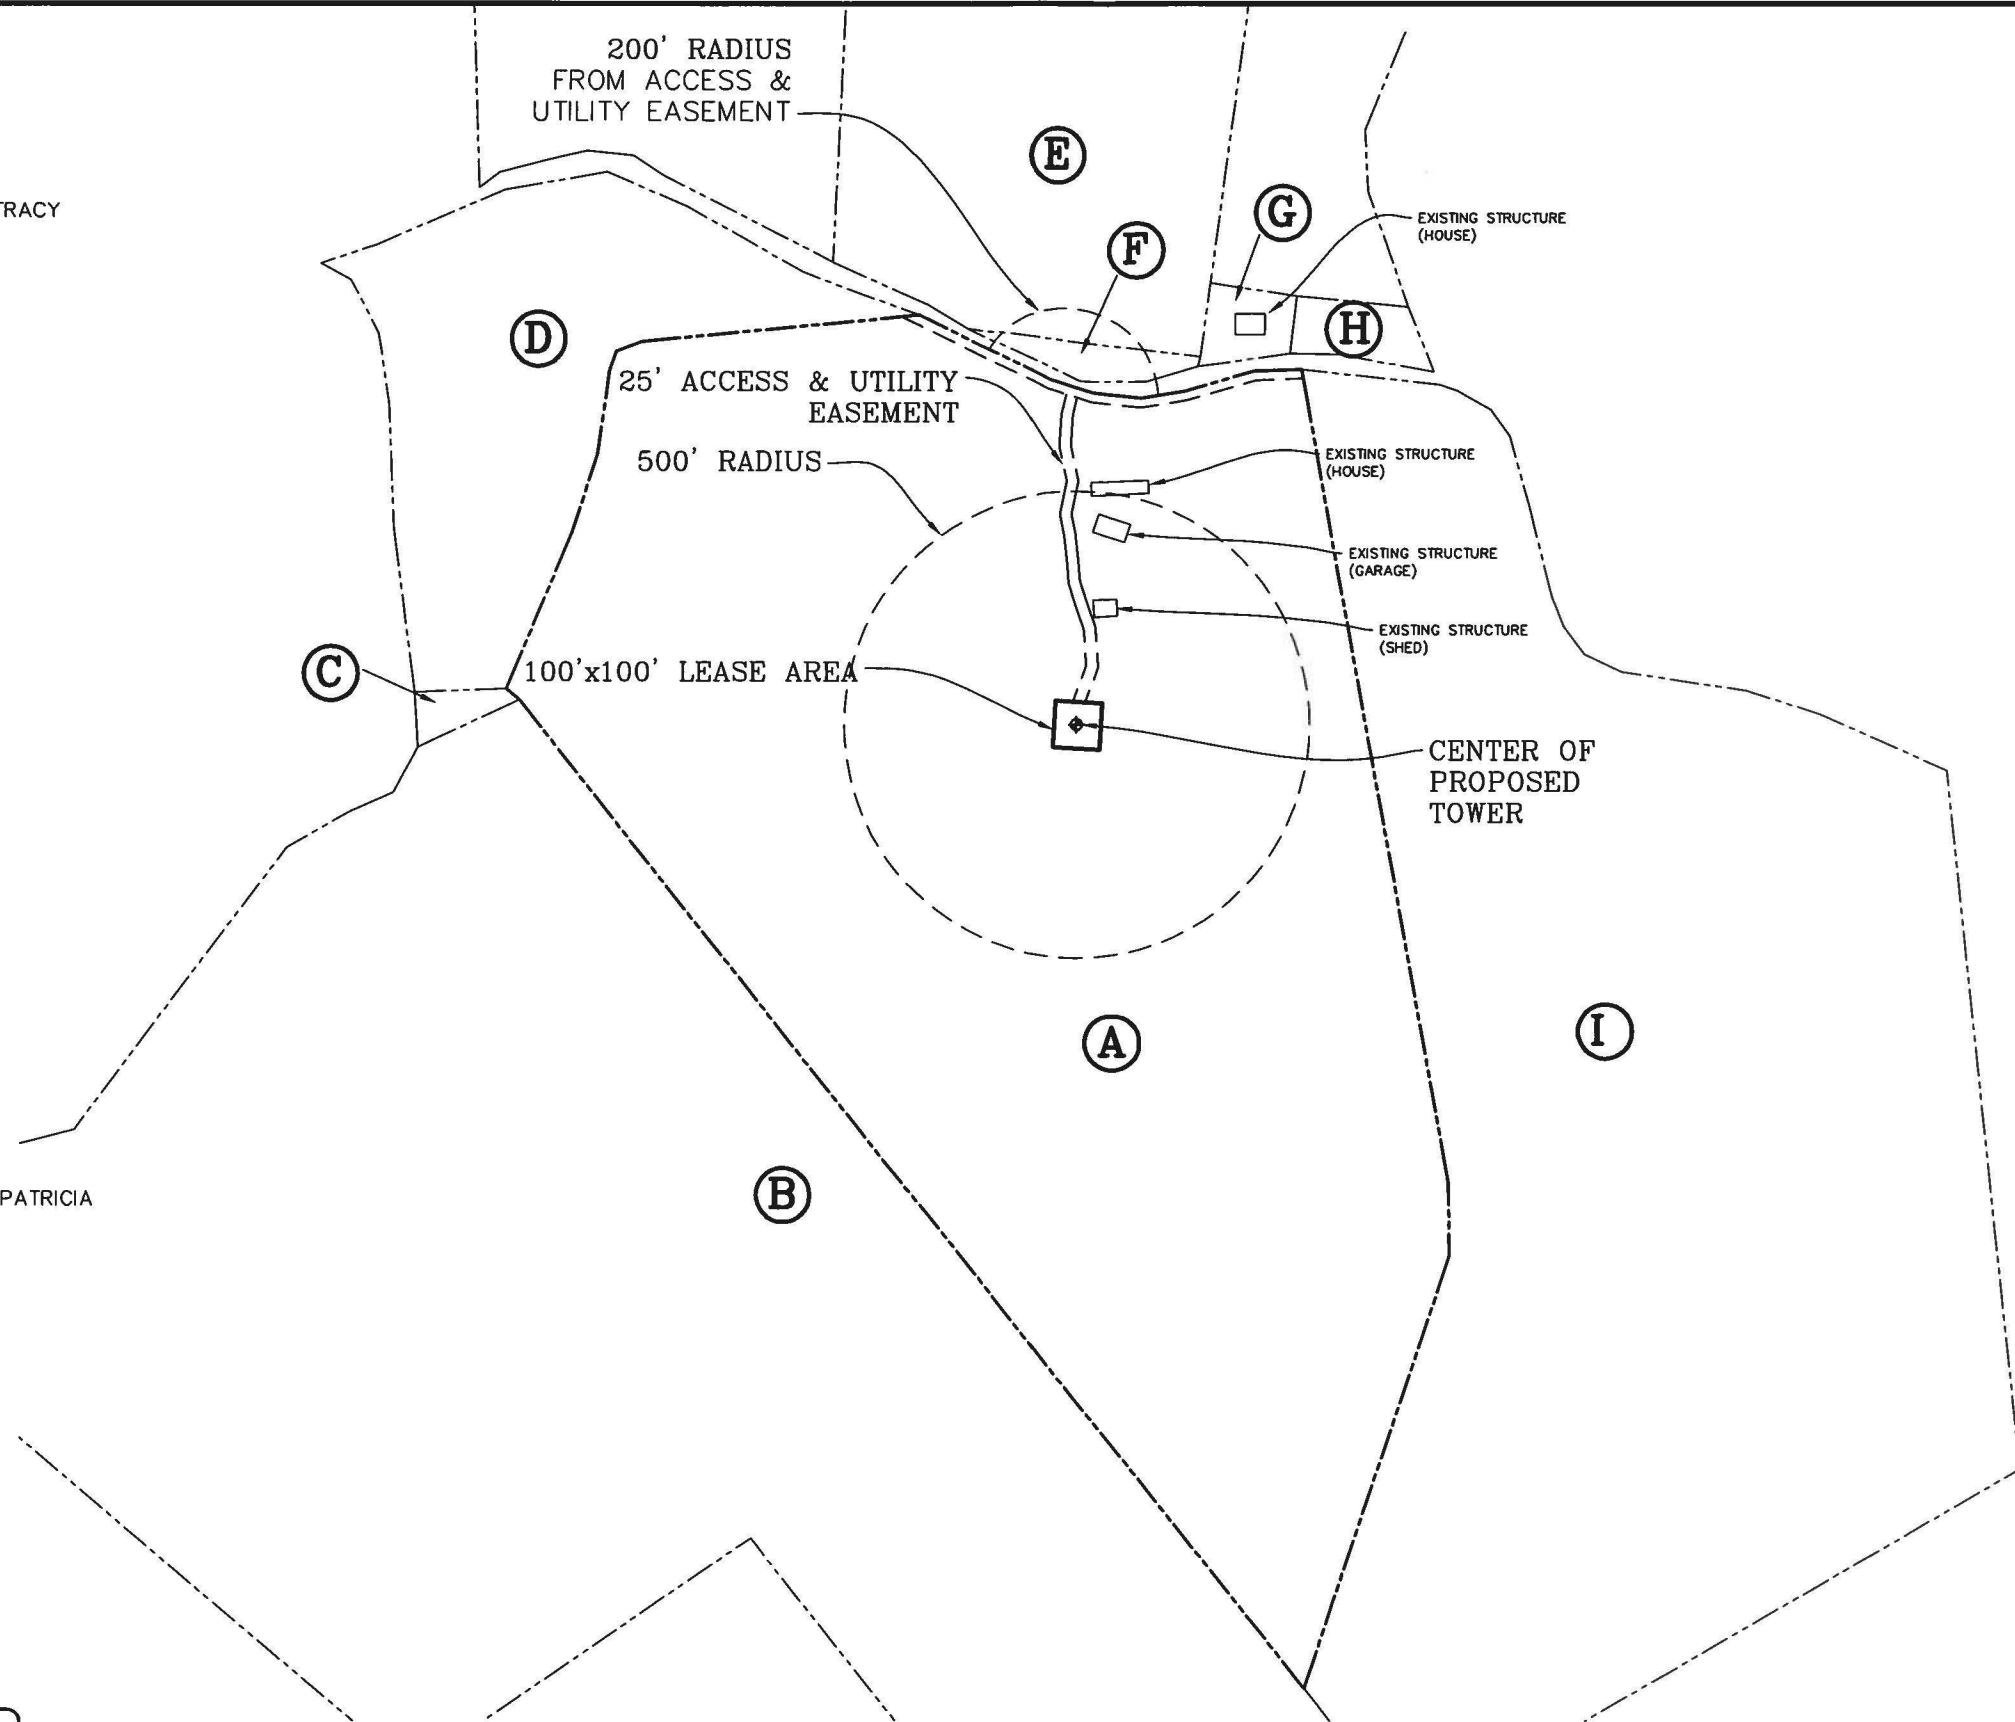 200' RADIUS
FROM ACCESS &
UTILITY EASEMENT
E
TRACY
G
EXISTING STRUCTURE
(HOUSE)
F
D
H
25' ACCESS & UTILITY
EASEMENT
500' RADIUS
EXISTING STRUCTURE
(HOUSE)
EXISTING STRUCTURE
(GARAGE)
EXISTING STRUCTURE
(SHED)
C
100'x100' LEASE AREA
CENTER OF
PROPOSED
TOWER
A
I
B
PATRICIA